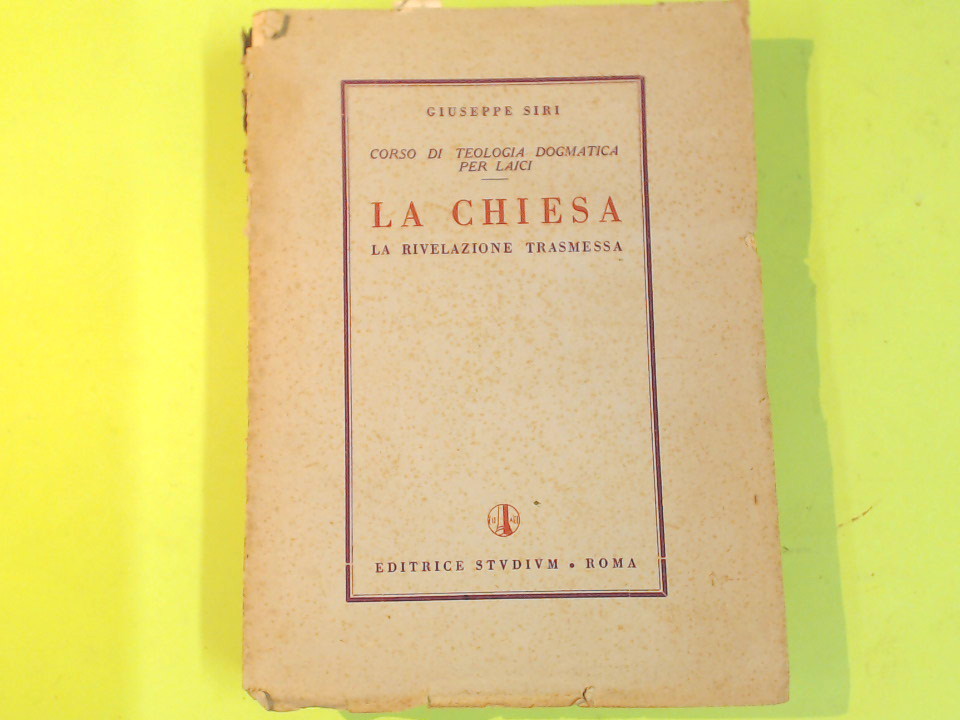 GIUSEPPE SIRI
CORSO DI TEOLOGIA DOGMATICA
PER LAICI
LA CHIESA
LA RIVELAZIONE TRASMESSA
EDITRICE STVDIVM • ROMA